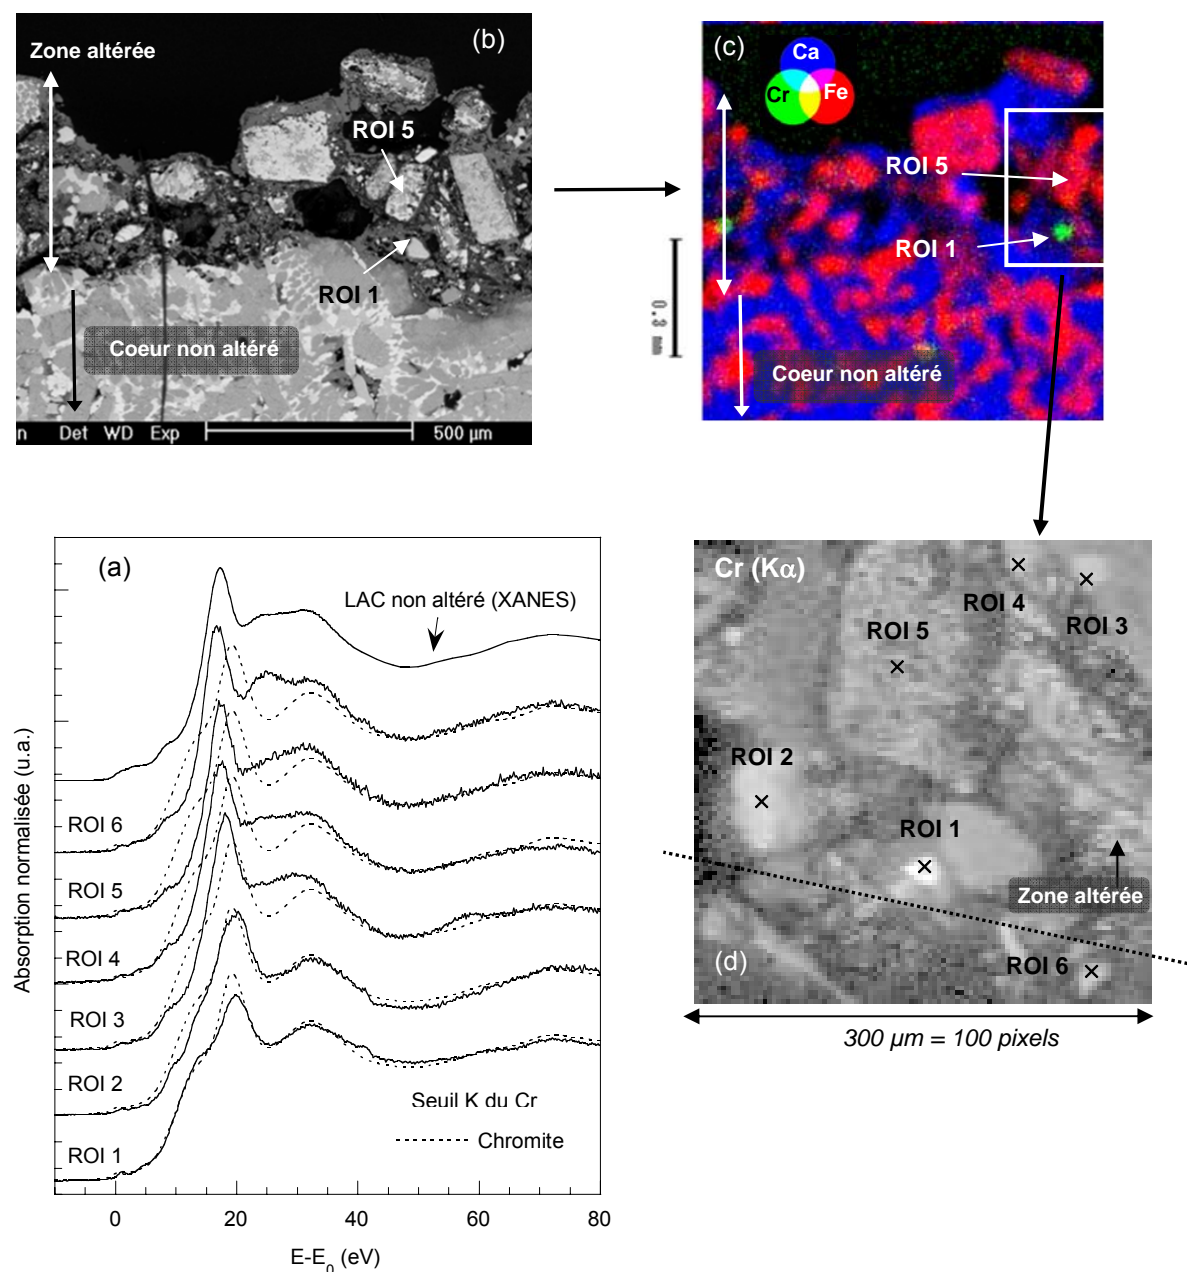 Zone altérée
(b)
ROI 5
ROI 1
Coeur non altéré
n Det WD Exp 500 µm
(c)
Ca
Cr
Fe
ROI 5
ROI 1
0.3 mm
Coeur non altéré
(a)
LAC non altéré (XANES)
ROI 6
ROI 5
ROI 4
ROI 3
ROI 2
ROI 1
Seuil K du Cr
Chromite
Absorption normalisée (u.a.)
0 20 40 60 80
E-E0 (eV)
Cr (Kα)
ROI 4
ROI 3
ROI 5
ROI 2
ROI 1
Zone altérée
ROI 6
(d)
300 µm = 100 pixels